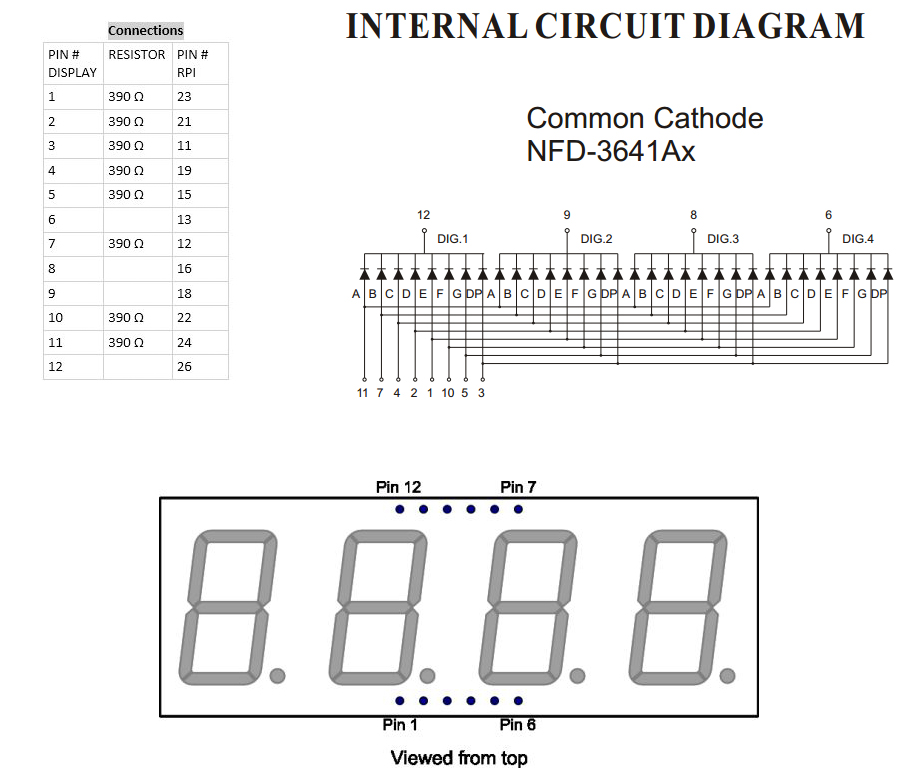 Connections
PIN # DISPLAY RESISTOR PIN # RPI
1 390 Ω 23
2 390 Ω 21
3 390 Ω 11
4 390 Ω 19
5 390 Ω 15
6 13
7 390 Ω 12
8 16
9 18
10 390 Ω 22
11 390 Ω 24
12 26
INTERNAL CIRCUIT DIAGRAM
Common Cathode
NFD-3641Ax
12 9 8 6
DIG.1 DIG.2 DIG.3 DIG.4
A B C D E F G DP A B C D E F G DP A B C D E F G DP A B C D E F G DP
11 7 4 2 1 10 5 3
Pin 12 Pin 7
Pin 1 Pin 6
Viewed from top